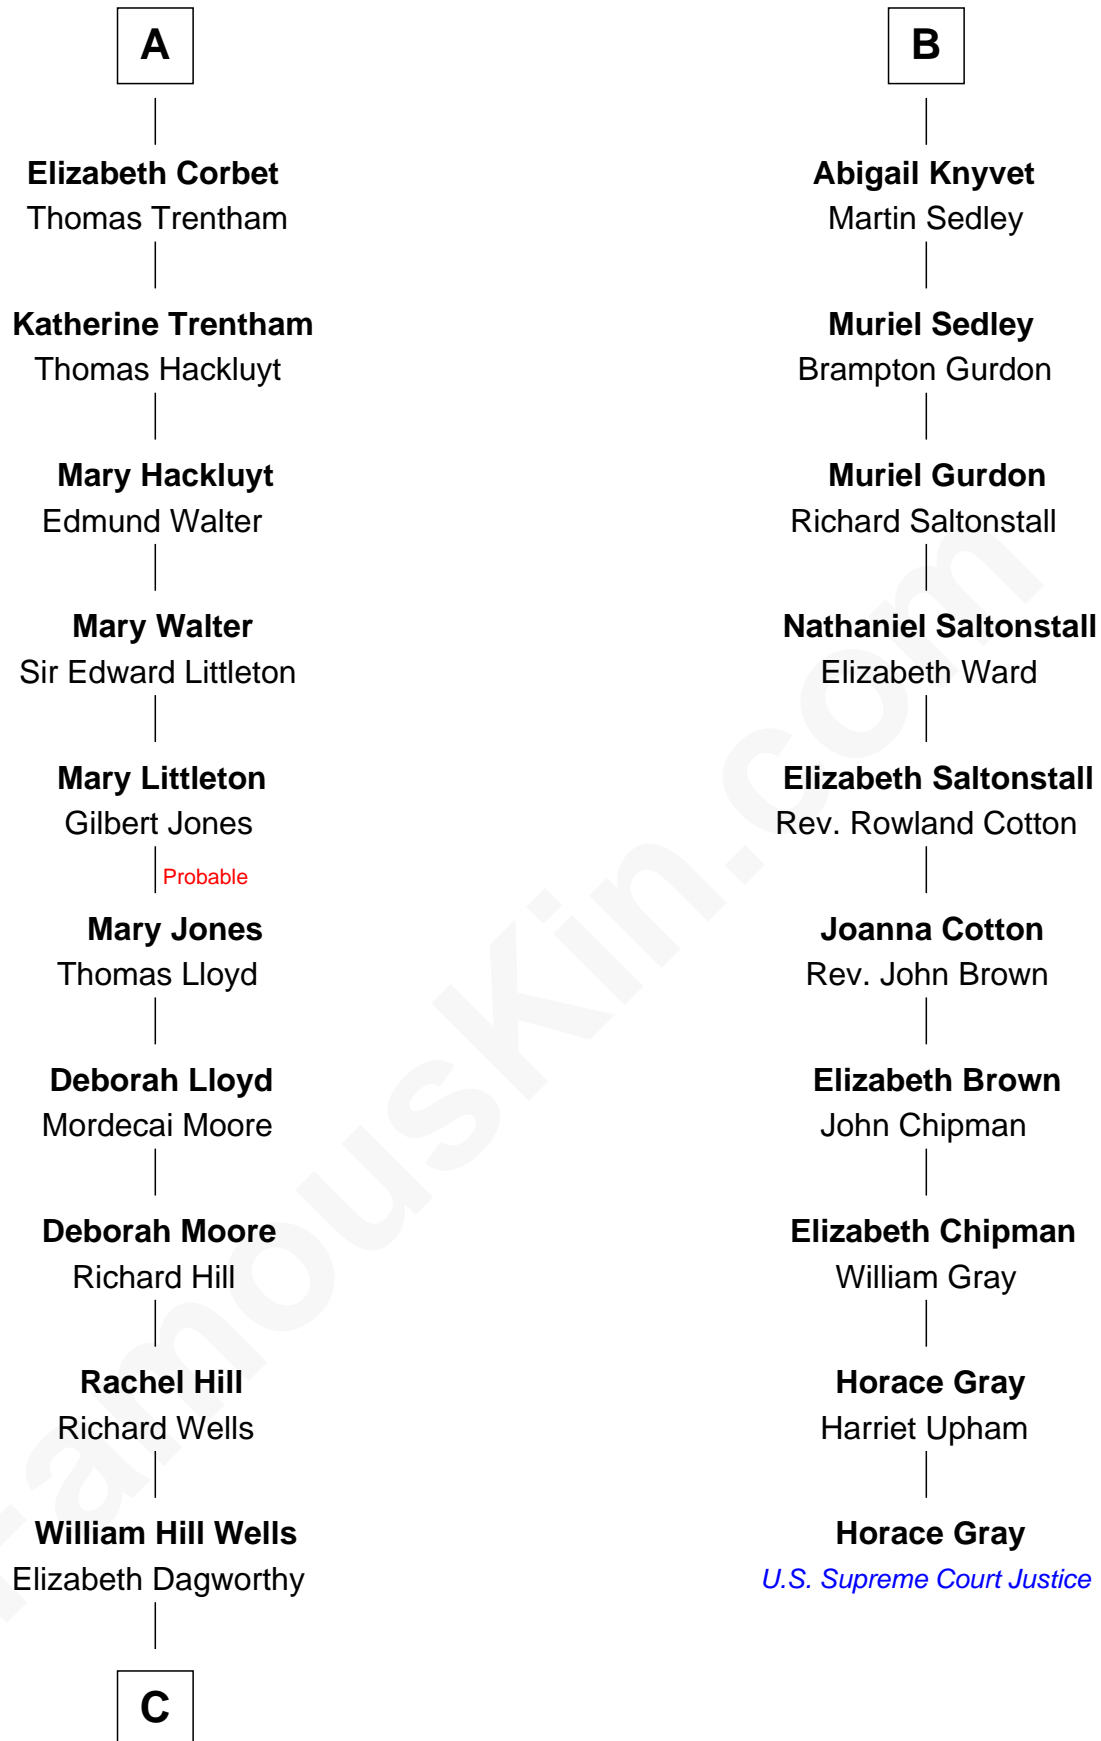 A
Elizabeth Corbet
Thomas Trentham
Katherine Trentham
Thomas Hackluyt
Mary Hackluyt
Edmund Walter
Mary Walter
Sir Edward Littleton
Mary Littleton
Gilbert Jones
Probable
Mary Jones
Thomas Lloyd
Deborah Lloyd
Mordecai Moore
Deborah Moore
Richard Hill
Rachel Hill
Richard Wells
William Hill Wells
Elizabeth Dagworthy
C
B
Abigail Knyvet
Martin Sedley
Muriel Sedley
Brampton Gurdon
Muriel Gurdon
Richard Saltonstall
Nathaniel Saltonstall
Elizabeth Ward
Elizabeth Saltonstall
Rev. Rowland Cotton
Joanna Cotton
Rev. John Brown
Elizabeth Brown
John Chipman
Elizabeth Chipman
William Gray
Horace Gray
Harriet Upham
Horace Gray
U.S. Supreme Court Justice
FamousKin.com